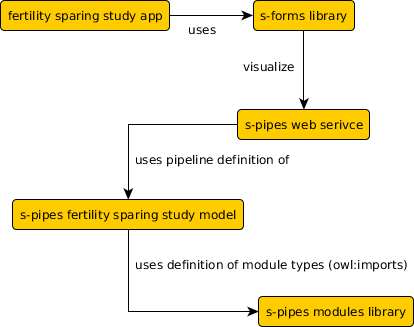 fertility sparing study app
s-forms library
uses
visualize
s-pipes web serivce
uses pipeline definition of
s-pipes fertility sparing study model
uses definition of module types (owl:imports)
s-pipes modules library